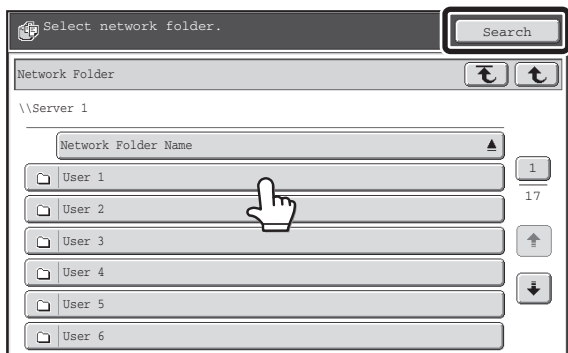 Select network folder.
Search
Network Folder
\\Server 1
Network Folder Name
1
17
User 1
User 2
User 3
User 4
User 5
User 6